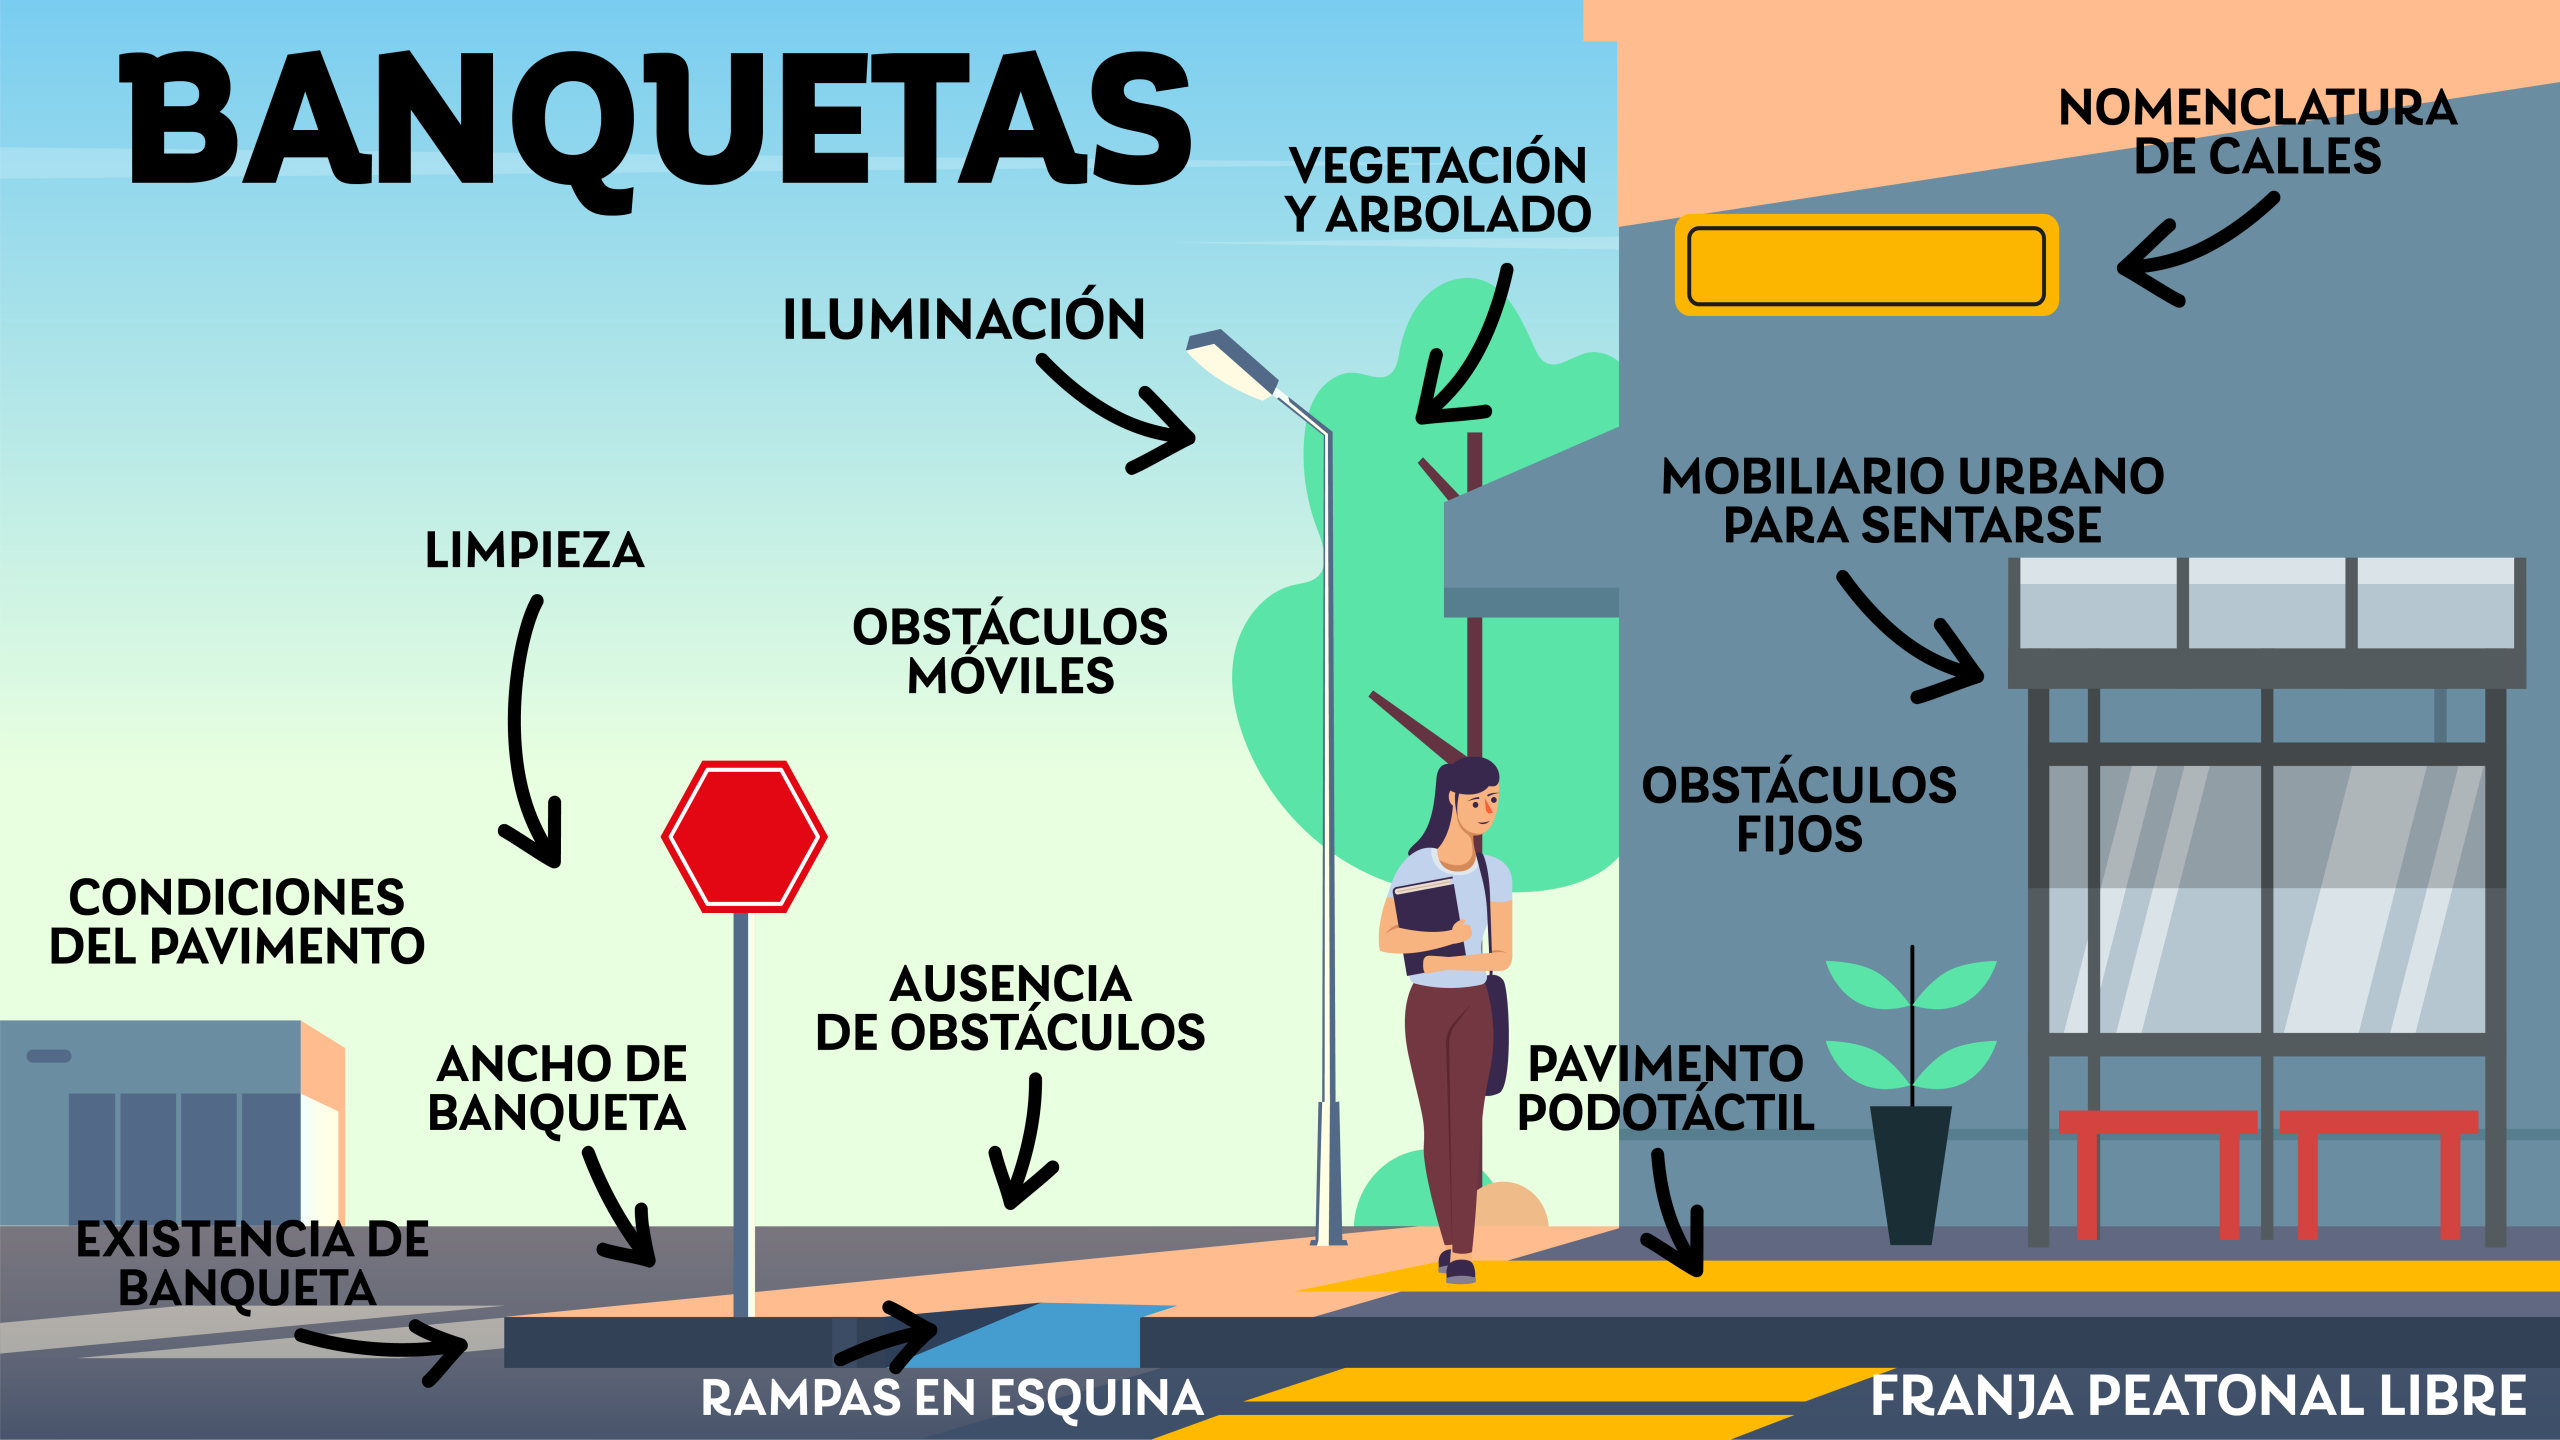 BANQUETAS
NOMENCLATURA
DE CALLES
VEGETACIÓN
Y ARBOLADO
ILUMINACIÓN
MOBILIARIO URBANO
PARA SENTARSE
LIMPIEZA
OBSTÁCULOS
MÓVILES
OBSTÁCULOS
FIJOS
CONDICIONES
DEL PAVIMENTO
AUSENCIA
DE OBSTÁCULOS
ANCHO DE
BANQUETA
PAVIMENTO
PODOTÁCTIL
EXISTENCIA DE
BANQUETA
RAMPAS EN ESQUINA
FRANJA PEATONAL LIBRE